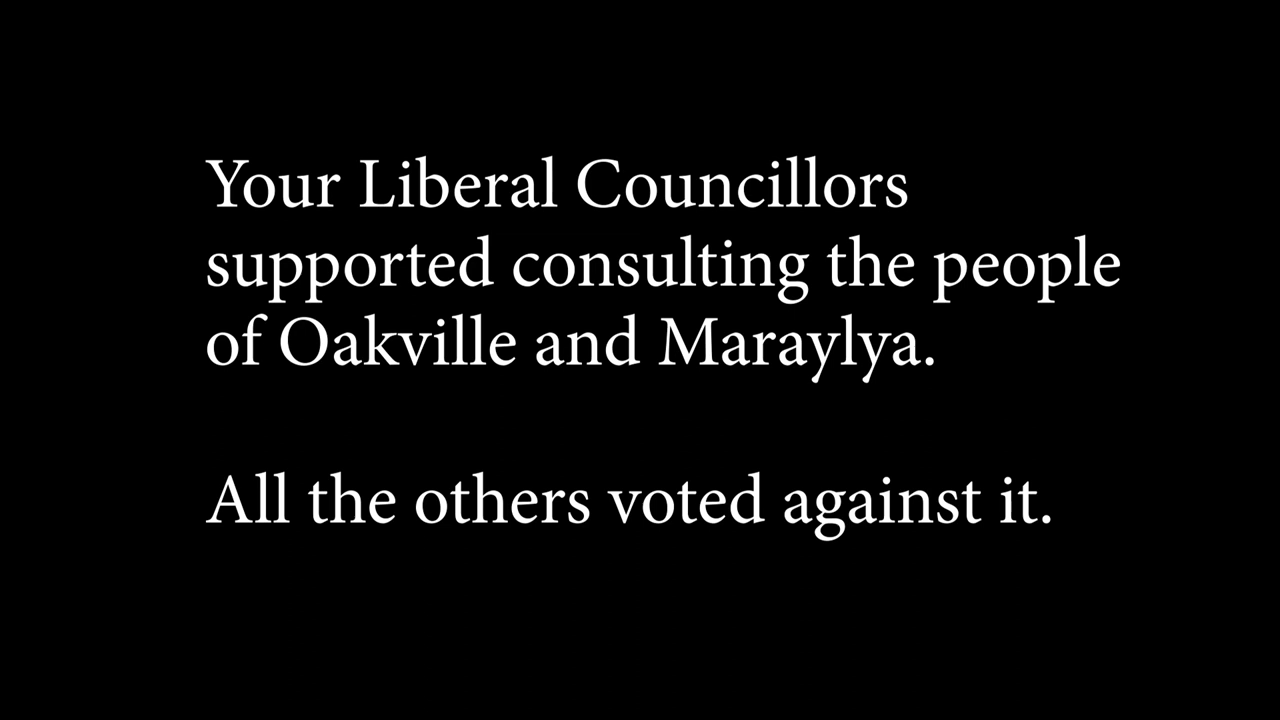 Your Liberal Councillors
supported consulting the people
of Oakville and Maraylya.
All the others voted against it.